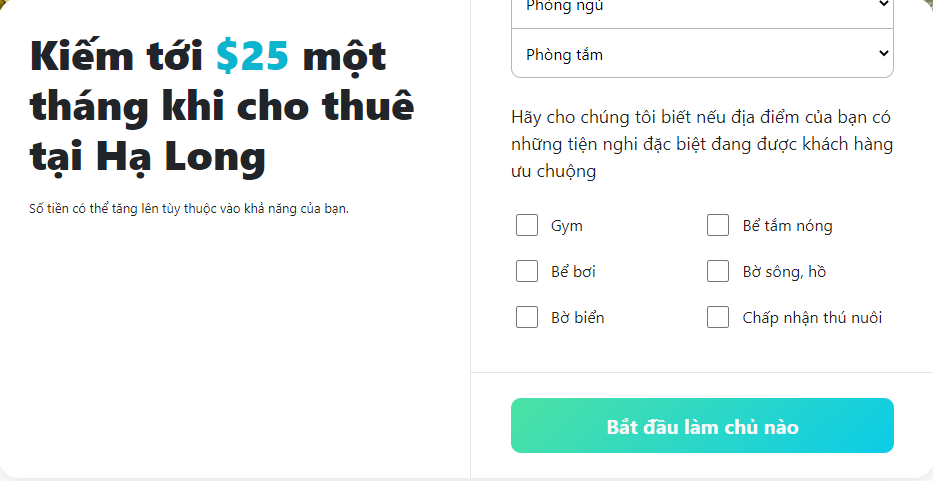 Kiếm tới $25 một
tháng khi cho thuê
tại Hạ Long
Số tiền có thể tăng lên tùy thuộc vào khả năng của bạn.
Phòng ngủ
Phòng tắm
Hãy cho chúng tôi biết nếu địa điểm của bạn có
những tiện nghi đặc biệt đang được khách hàng
ưu chuộng
Gym
Bể tắm nóng
Bể bơi
Bờ sông, hồ
Bờ biển
Chấp nhận thú nuôi
Bắt đầu làm chủ nào